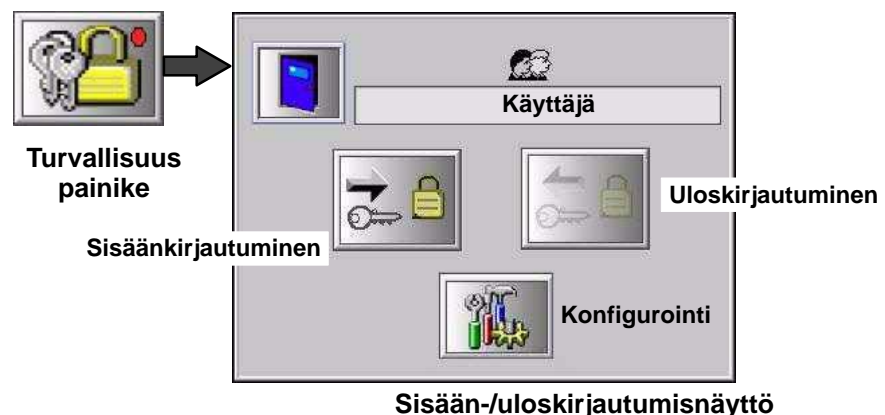 Turvallisuus
painike
Käyttäjä
Sisäänkirjautuminen
Uloskirjautuminen
Konfigurointi
Sisään-/uloskirjautumisnäyttö